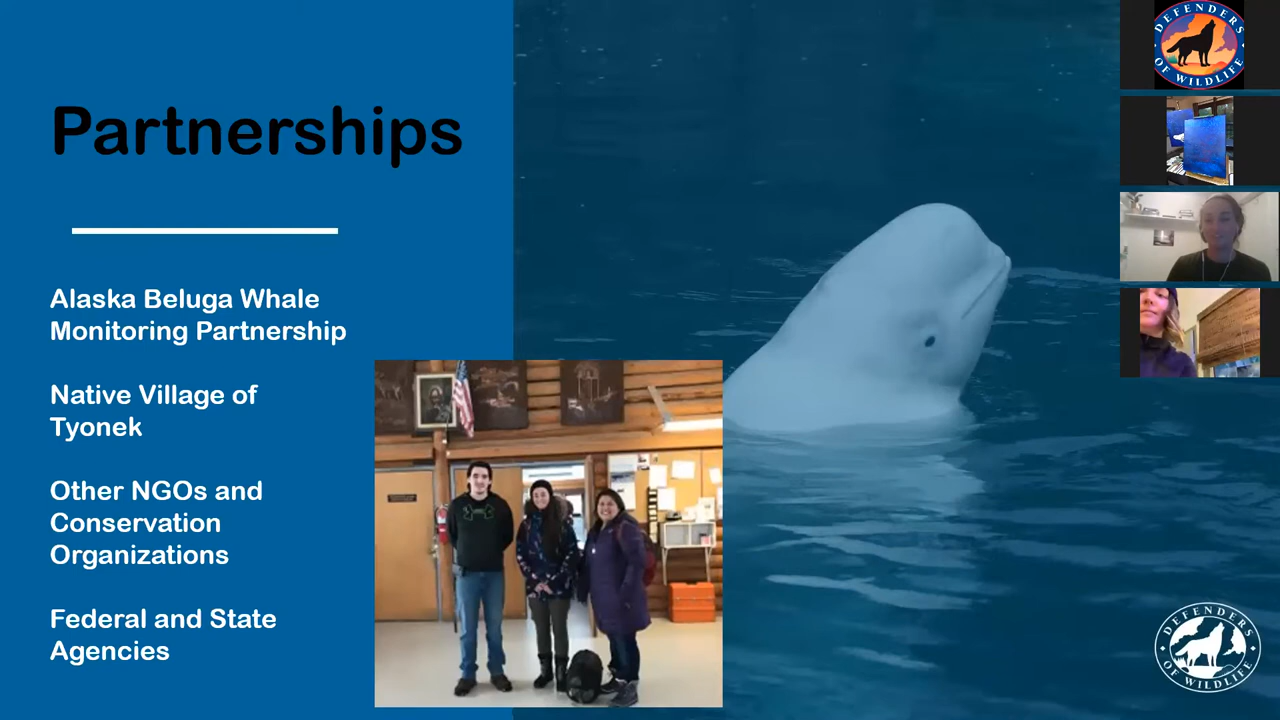 Partnerships
Alaska Beluga Whale
Monitoring Partnership
Native Village of
Tyonek
Other NGOs and
Conservation
Organizations
Federal and State
Agencies
DEFENDERS
OF WILDLIFE
DEFENDERS
OF WILDLIFE